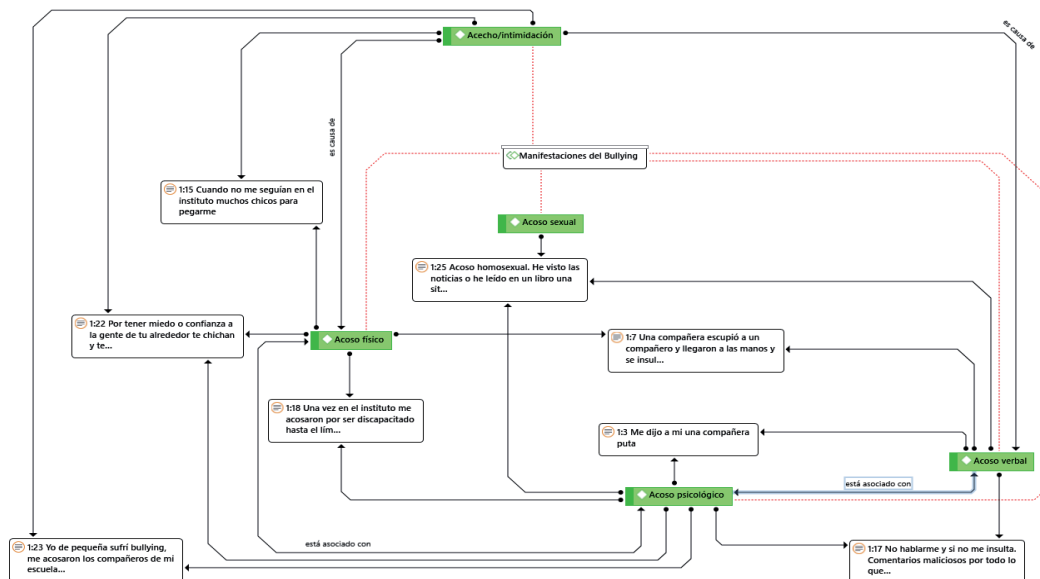 Acecho/intimidación
es causa de
es causa de
Manifestaciones del Bullying
1:15 Cuando no me seguían en el
instituto muchos chicos para
pegarme
Acoso sexual
1:25 Acoso homosexual. He visto las
noticias o he leído en un libro una
sit...
1:22 Por tener miedo o confianza a
la gente de tu alrededor te chichan
y te...
Acoso físico
1:7 Una compañera escupió a un
compañero y llegaron a las manos y
se insul...
1:18 Una vez en el instituto me
acosaron por ser discapacitado
hasta el lím...
1:3 Me dijo a mi una compañera
puta
Acoso verbal
está asociado con
Acoso psicológico
está asociado con
1:23 Yo de pequeña sufrí bullying,
me acosaron los compañeros de mi
escuela...
1:17 No hablarme y si no me insulta.
Comentarios maliciosos por todo lo
que...